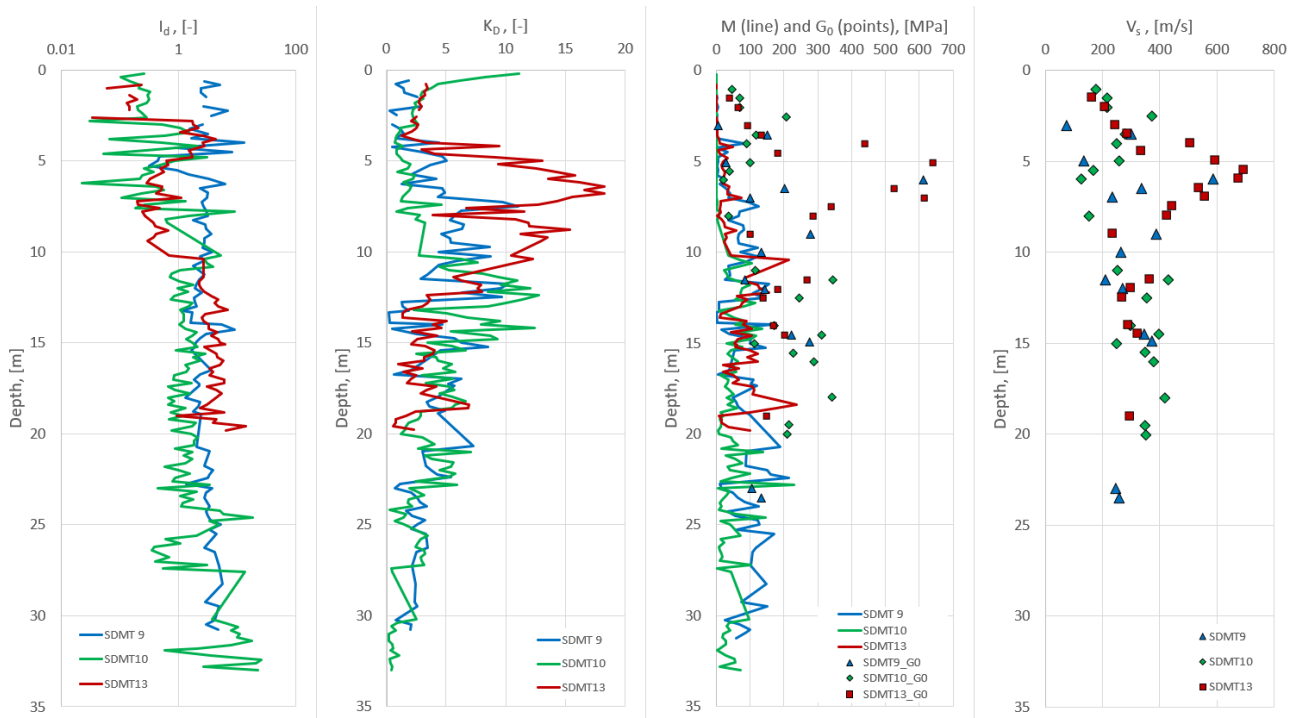 I_d , [-]
0.01 1 100
0
5
10
15
20
25
30
35
Depth, [m]
SDMT 9
SDMT10
SDMT13
K_D , [-]
0 5 10 15 20
0
5
10
15
20
25
30
35
Depth, [m]
SDMT 9
SDMT10
SDMT13
M (line) and G_0 (points), [MPa]
0 100 200 300 400 500 600 700
0
5
10
15
20
25
30
35
Depth, [m]
SDMT 9
SDMT10
SDMT13
SDMT9_G0
SDMT10_G0
SDMT13_G0
V_s , [m/s]
0 200 400 600 800
0
5
10
15
20
25
30
35
Depth, [m]
SDMT9
SDMT10
SDMT13